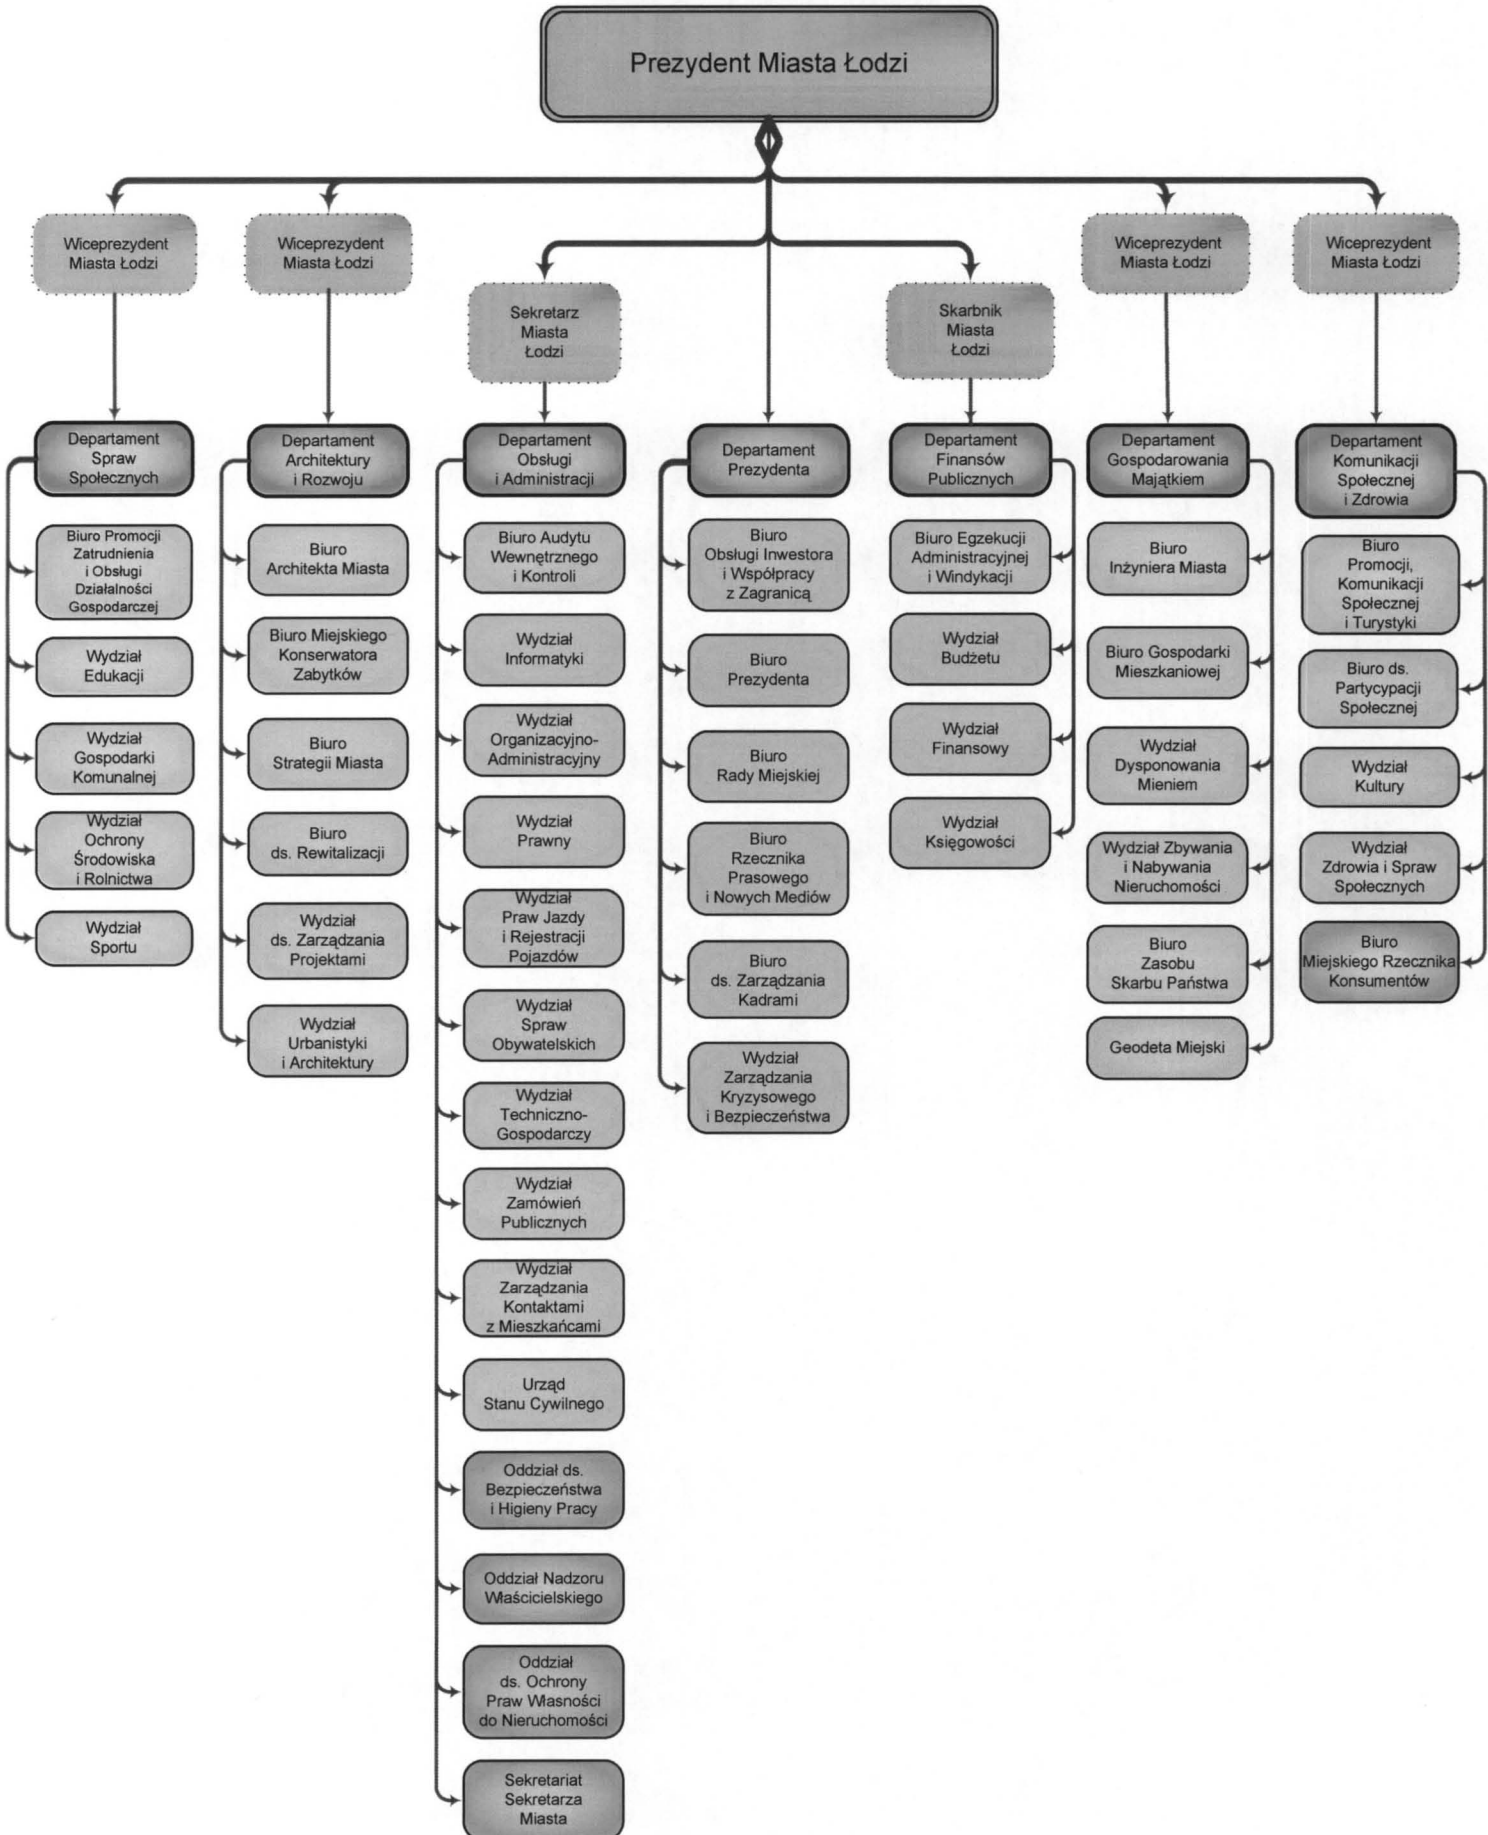 Prezydent Miasta Łodzi
Wiceprezydent
Miasta Łodzi
Wiceprezydent
Miasta Łodzi
Sekretarz
Miasta
Łodzi
Skarbnik
Miasta
Łodzi
Wiceprezydent
Miasta Łodzi
Wiceprezydent
Miasta Łodzi
Departament
Spraw
Społecznych
Biuro Promocji
Zatrudnienia
i Obsługi
Działalności
Gospodarczej
Wydział
Edukacji
Wydział
Gospodarki
Komunalnej
Wydział
Ochrony
Środowiska
i Rolnictwa
Wydział
Sportu
Departament
Architektury
i Rozwoju
Biuro
Architekta Miasta
Biuro Miejskiego
Konserwatora
Zabytków
Biuro
Strategii Miasta
Biuro
ds. Rewitalizacji
Wydział
ds. Zarządzania
Projektami
Wydział
Urbanistyki
i Architektury
Departament
Obsługi
i Administracji
Biuro Audytu
Wewnętrznego
i Kontroli
Wydział
Informatyki
Wydział
Organizacyjno-
Administracyjny
Wydział
Prawny
Wydział
Praw Jazdy
i Rejestracji
Pojazdów
Wydział
Spraw
Obywatelskich
Wydział
Techniczno-
Gospodarczy
Wydział
Zamówień
Publicznych
Wydział
Zarządzania
Kontaktami
z Mieszkańcami
Urząd
Stanu Cywilnego
Oddział ds.
Bezpieczeństwa
i Higieny Pracy
Oddział Nadzoru
Właścicielskiego
Oddział
ds. Ochrony
Praw Własności
do Nieruchomości
Sekretariat
Sekretarza
Miasta
Departament
Prezydenta
Biuro
Obsługi Inwestora
i Współpracy
z Zagranicą
Biuro
Prezydenta
Biuro
Rady Miejskiej
Biuro
Rzecznika
Prasowego
i Nowych Mediów
Biuro
ds. Zarządzania
Kadrami
Wydział
Zarządzania
Kryzysowego
i Bezpieczeństwa
Departament
Finansów
Publicznych
Biuro Egzekucji
Administracyjnej
i Windykacji
Wydział
Budżetu
Wydział
Finansowy
Wydział
Księgowości
Departament
Gospodarowania
Majątkiem
Biuro
Inżyniera Miasta
Biuro Gospodarki
Mieszkaniowej
Wydział
Dysponowania
Mieniem
Wydział Zbywania
i Nabywania
Nieruchomości
Biuro
Zasobu
Skarbu Państwa
Geodeta Miejski
Departament
Komunikacji
Społecznej
i Zdrowia
Biuro
Promocji,
Komunikacji
Społecznej
i Turystyki
Biuro ds.
Partycypacji
Społecznej
Wydział
Kultury
Wydział
Zdrowia i Spraw
Społecznych
Biuro
Miejskiego Rzecznika
Konsumentów